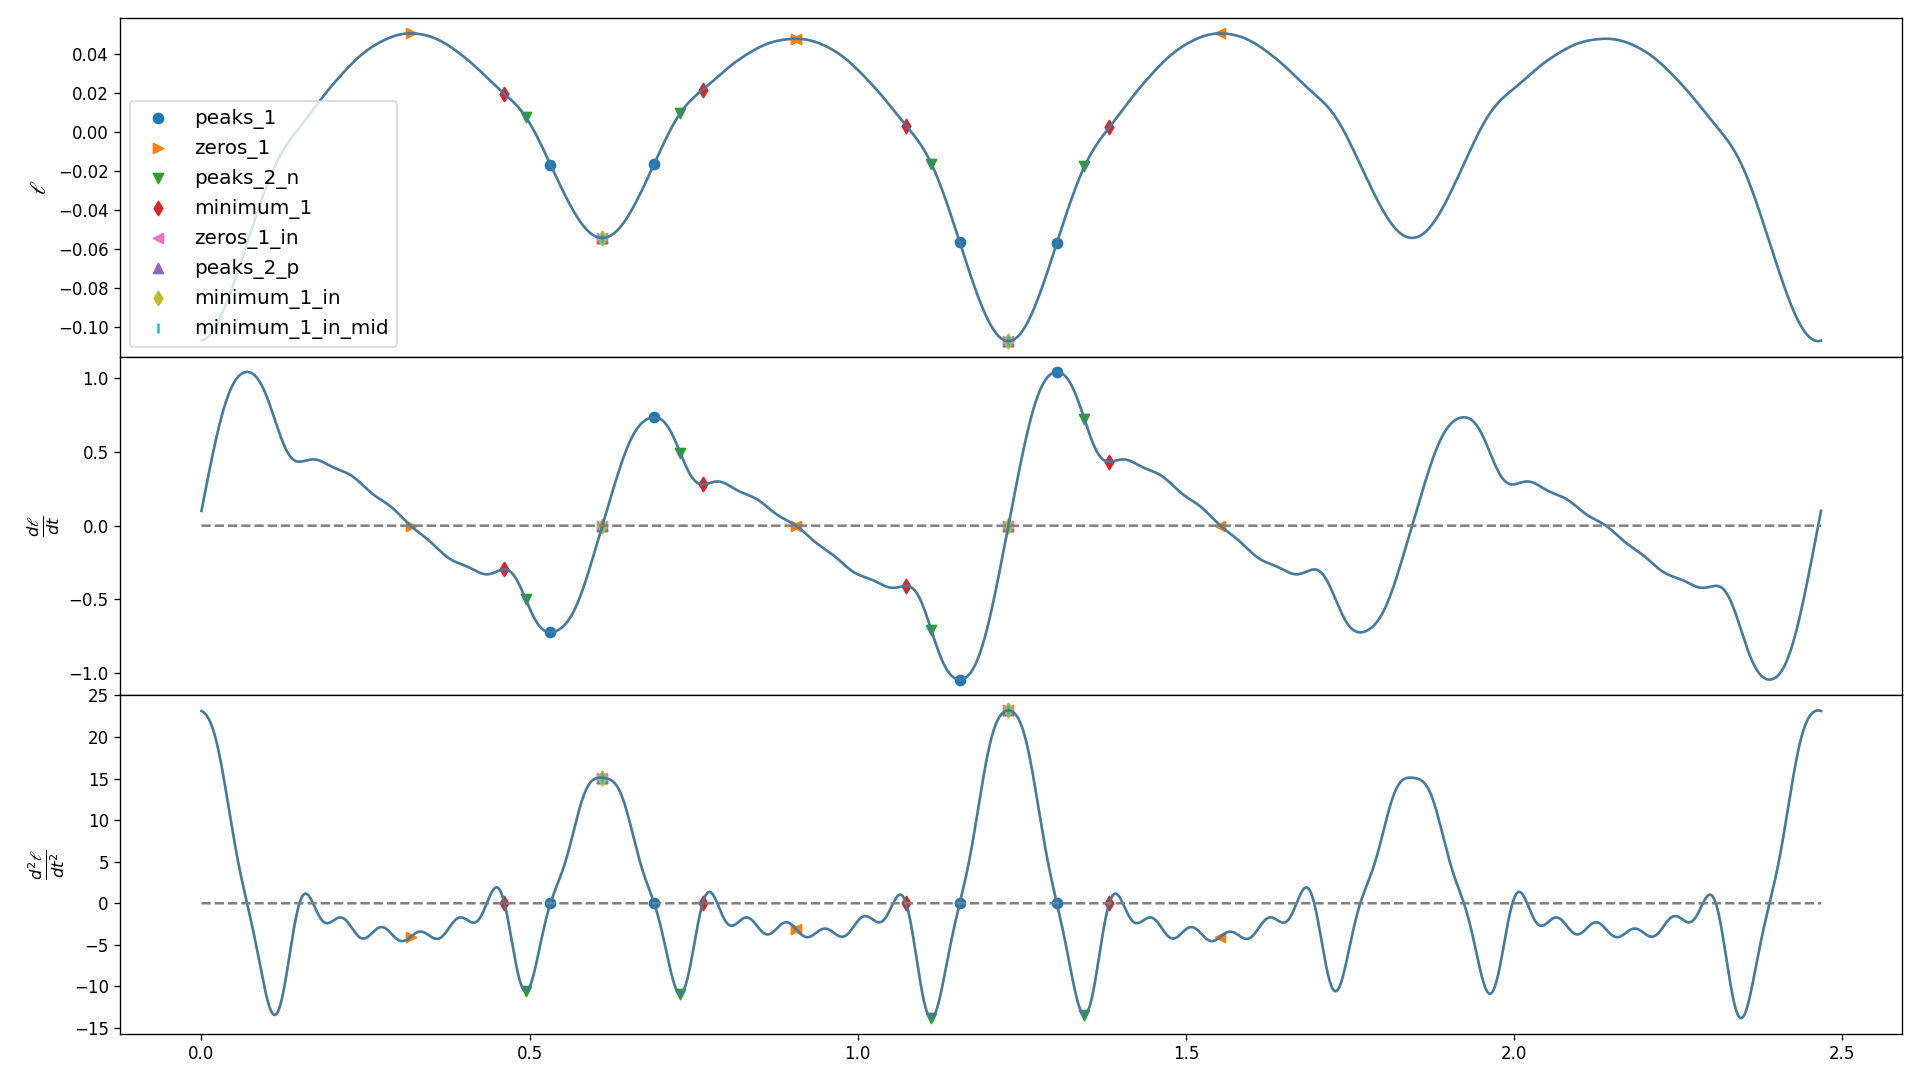 0.04
0.02
0.00
−0.02
−0.04
−0.06
−0.08
−0.10
ℓ
peaks_1
zeros_1
peaks_2_n
minimum_1
zeros_1_in
peaks_2_p
minimum_1_in
minimum_1_in_mid
1.0
0.5
0.0
−0.5
−1.0
dℓ
dt
25
20
15
10
5
0
−5
−10
−15
d²ℓ
dt²
0.0 0.5 1.0 1.5 2.0 2.5